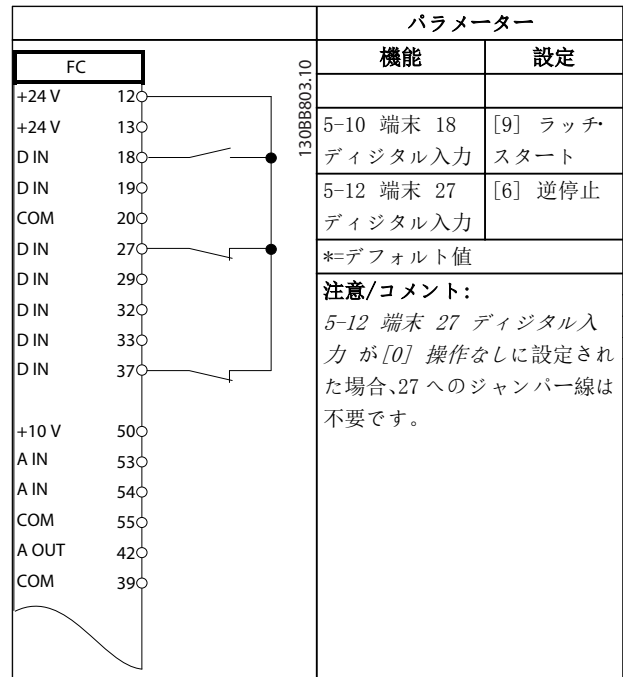 FC
+24 V 12
+24 V 13
D IN 18
D IN 19
COM 20
D IN 27
D IN 29
D IN 32
D IN 33
D IN 37
+10 V 50
A IN 53
A IN 54
COM 55
A OUT 42
COM 39
130BB803.10
パラメーター
機能 設定
5-10 端末 18 [9] ラッチ・
ディジタル入力 スタート
5-12 端末 27 [6] 逆停止
ディジタル入力
*=デフォルト値
注意/コメント:
5-12 端末 27 ディジタル入
力 が[0] 操作なしに設定され
た場合、27 へのジャンパー線は
不要です。